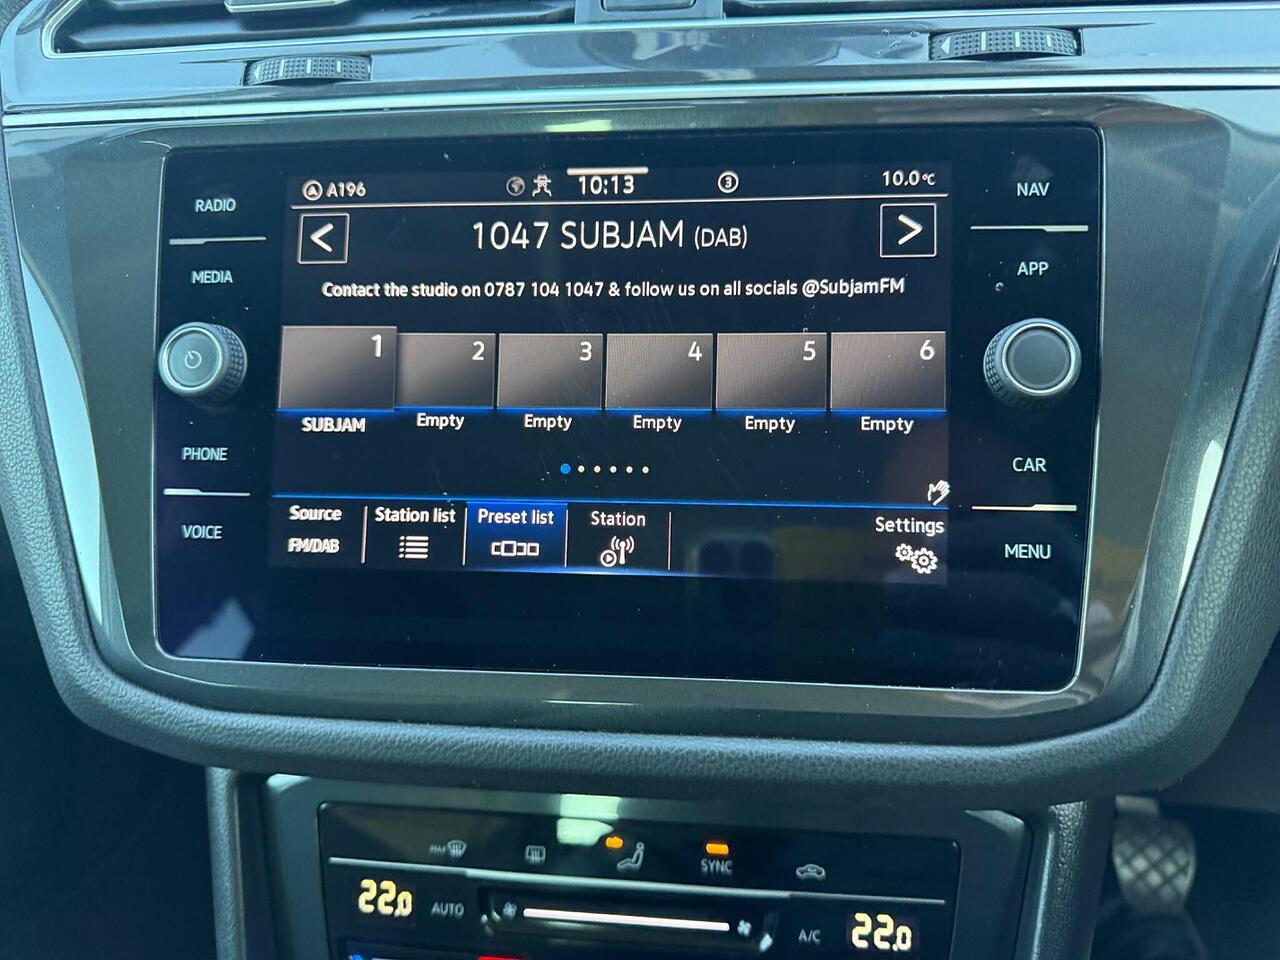 RADIO
MEDIA
PHONE
VOICE
A A196
10:13
3
10.0°C
1047 SUBJAM (DAB)
Contact the studio on 0787 104 1047 & follow us on all socials @SubjamFM
1
2
3
4
5
6
SUBJAM
Empty
Empty
Empty
Empty
Empty
Source
FM/DAB
Station list
Preset list
Station
Settings
NAV
APP
CAR
MENU
MAX
SYNC
22.0
AUTO
A/C
22.0